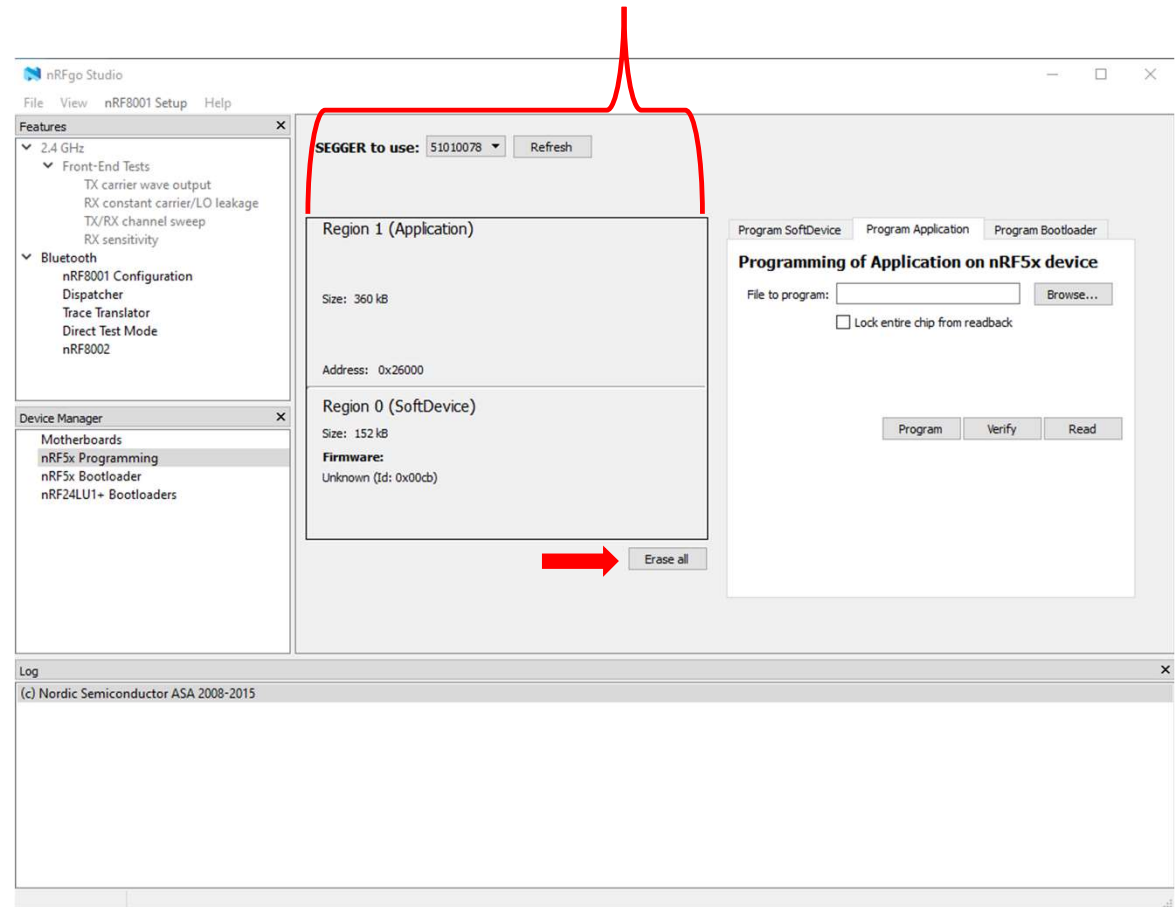 nRFgo Studio
File View nRF8001 Setup Help
Features
2.4 GHz
Front-End Tests
TX carrier wave output
RX constant carrier/LO leakage
TX/RX channel sweep
RX sensitivity
Bluetooth
nRF8001 Configuration
Dispatcher
Trace Translator
Direct Test Mode
nRF8002
Device Manager
Motherboards
nRF5x Programming
nRF5x Bootloader
nRF24LU1+ Bootloaders
SEGGER to use: 51010078 Refresh
Region 1 (Application)
Size: 360 kB
Address: 0x26000
Region 0 (SoftDevice)
Size: 152 kB
Firmware:
Unknown (Id: 0x00cb)
Erase all
Program SoftDevice Program Application Program Bootloader
Programming of Application on nRF5x device
File to program: Browse...
Lock entire chip from readback
Program Verify Read
Log
(c) Nordic Semiconductor ASA 2008-2015